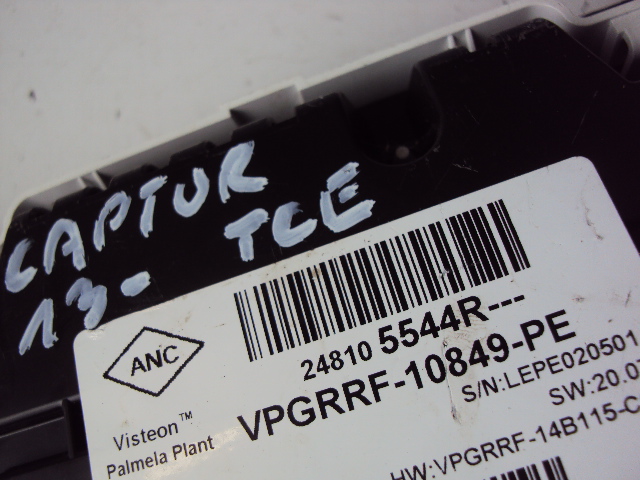 CAPTUR
13- TCE
24810 5544R---
VPGRRF-10849-PE
ANC
Visteon™
Palmela Plant
S/N:LEPE020501
SW:20.0
HW:VPGRRF-14B115-C